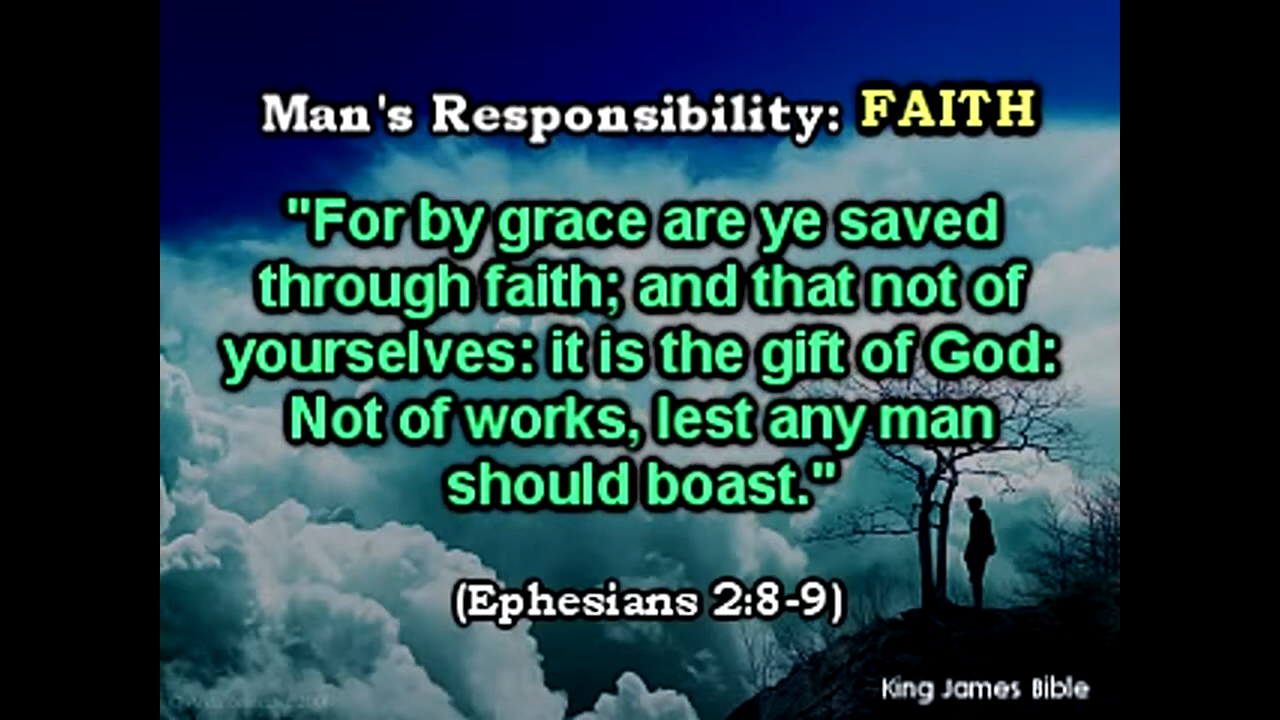 Man's Responsibility: FAITH
"For by grace are ye saved
through faith; and that not of
yourselves: it is the gift of God:
Not of works, lest any man
should boast."
(Ephesians 2:8-9)
King James Bible